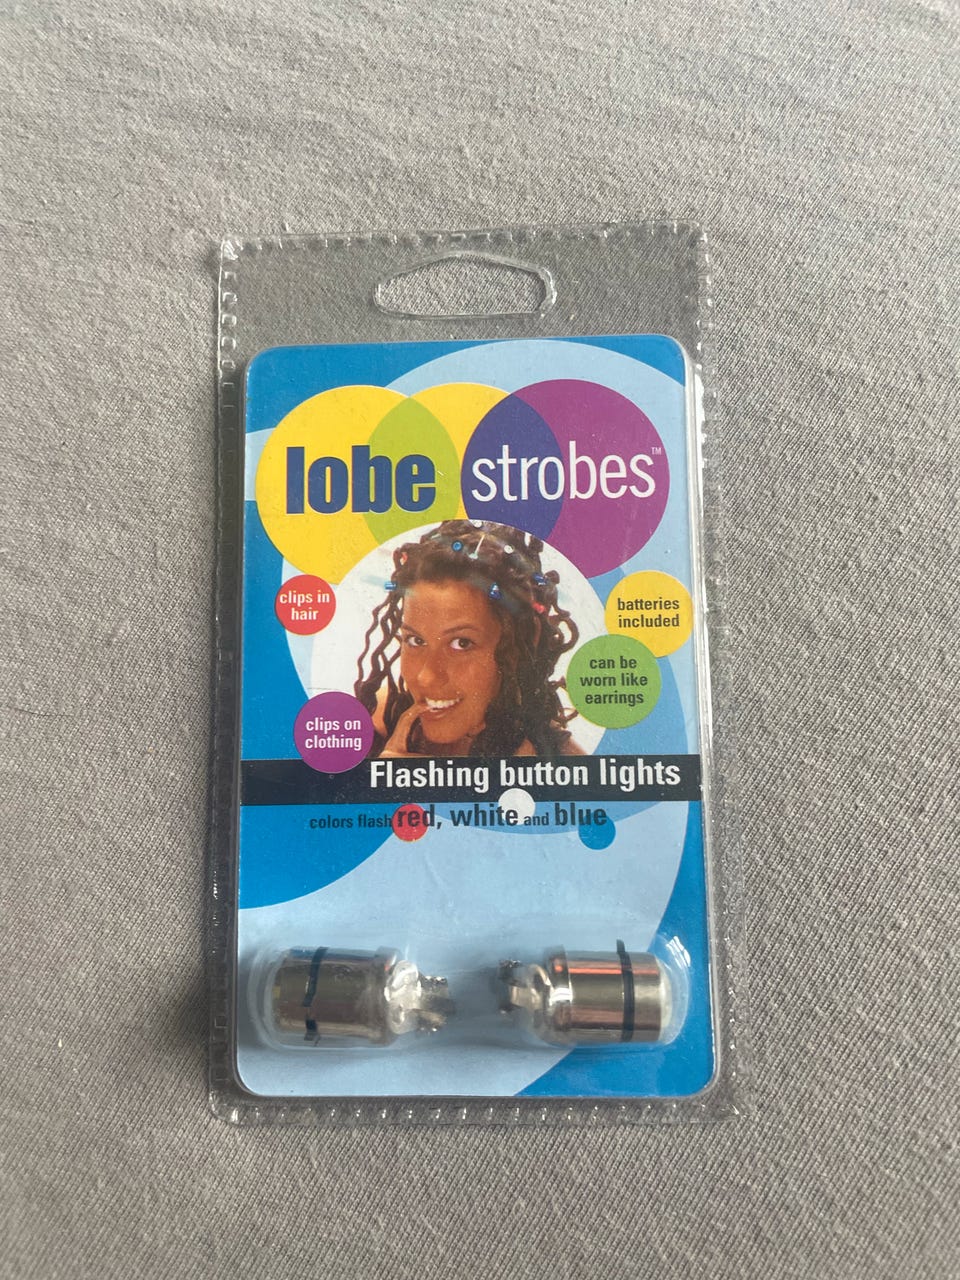 lobe strobes™
clips in
hair
batteries
included
can be
worn like
earrings
clips on
clothing
Flashing button lights
colors flash red, white and blue